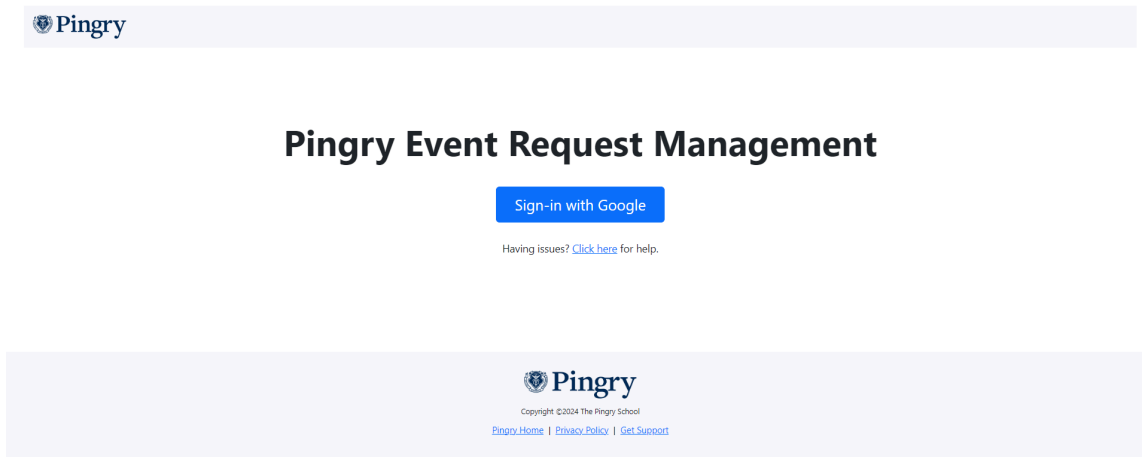 Pingry
Pingry Event Request Management
Sign-in with Google
Having issues? Click here for help.
Pingry
Copyright ©2024 The Pingry School
Pingry Home | Privacy Policy | Get Support